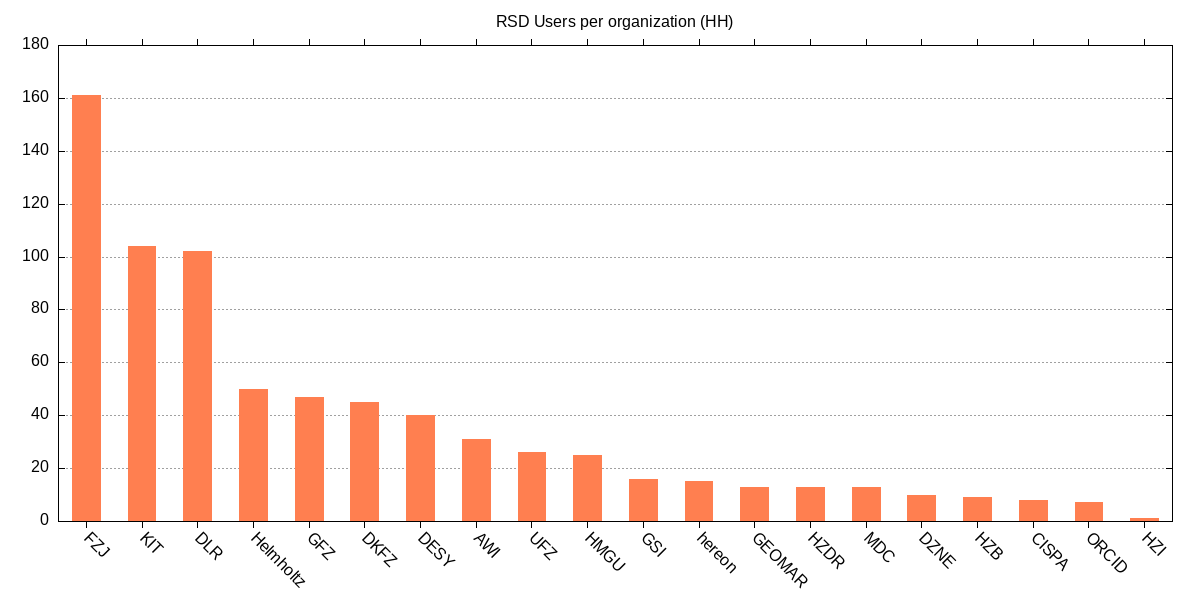 RSD Users per organization (HH)
180
160
140
120
100
80
60
40
20
0
FZJ
KIT
DLR
Helmholtz
GFZ
DKFZ
DESY
AWI
UFZ
HMGU
GSI
hereon
GEOMAR
HZDR
MDC
DZNE
HZB
CISPA
ORCID
HZI